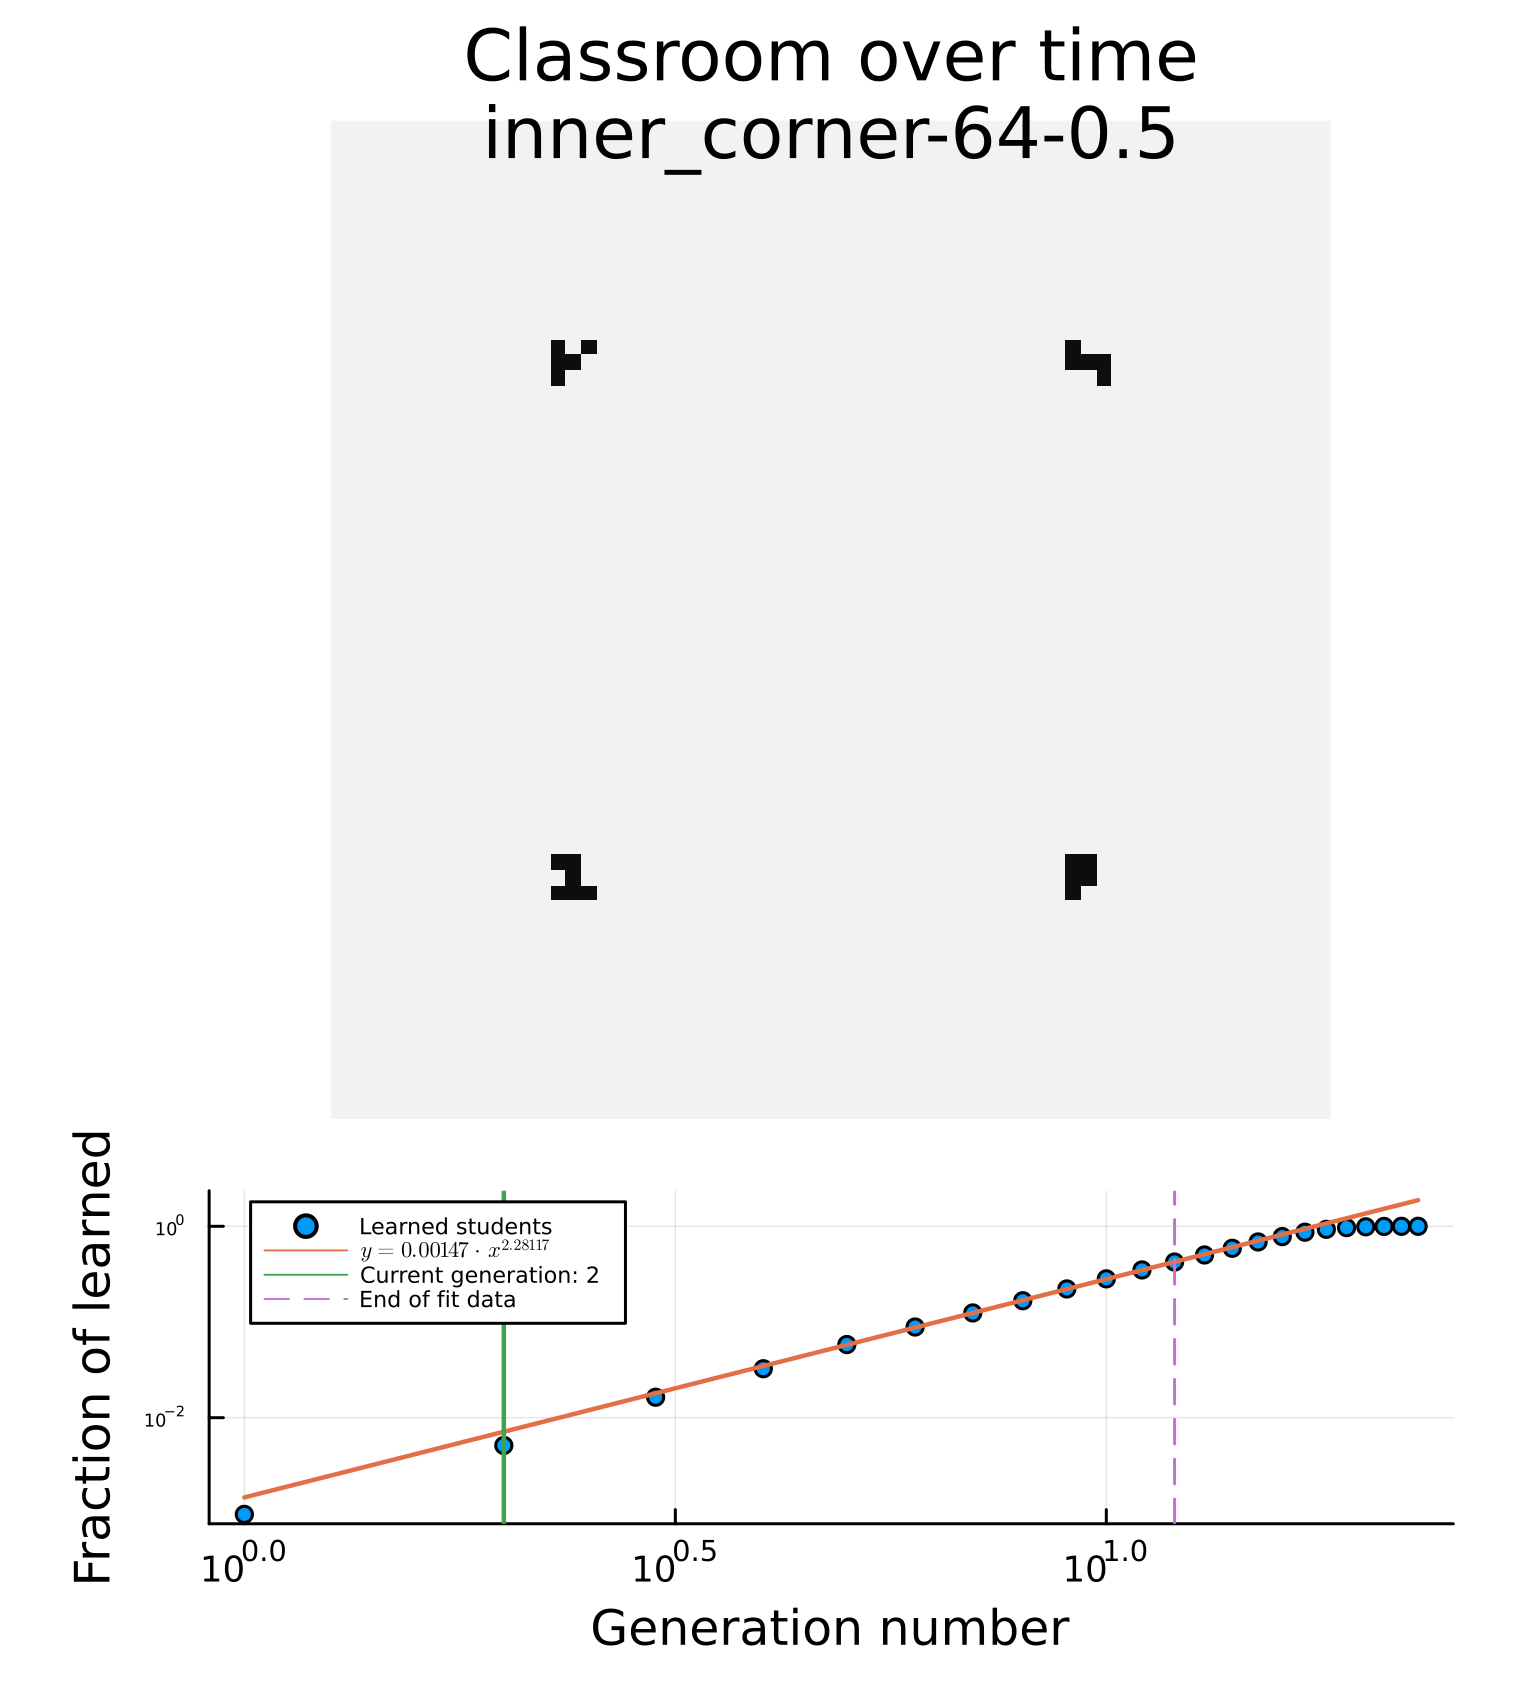 Classroom over time
inner_corner-64-0.5
Fraction of learned
10^0
10^−2
Learned students
y = 0.00147 · x^2.28117
Current generation: 2
End of fit data
10^0.0
10^0.5
10^1.0
Generation number